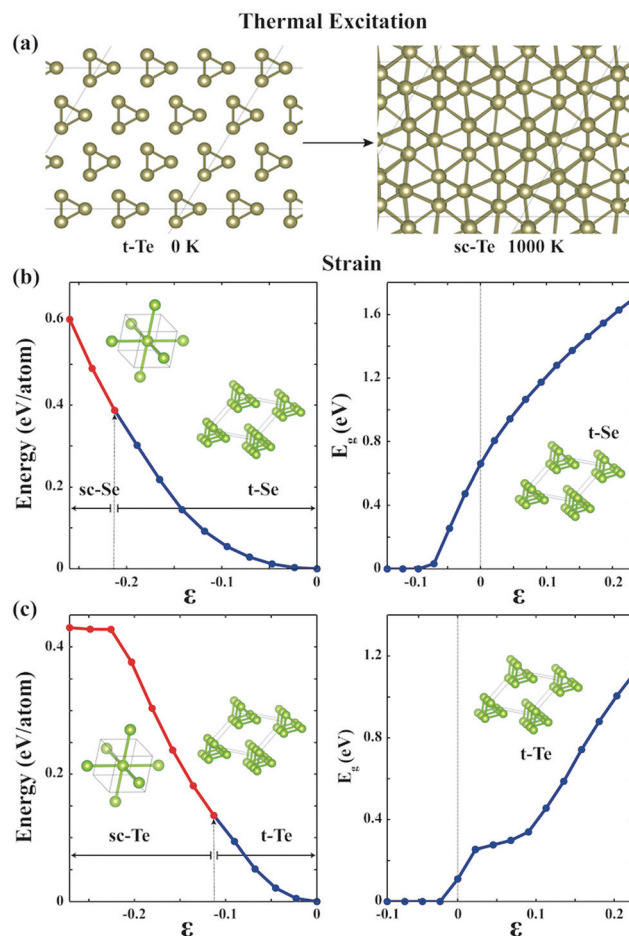 Thermal Excitation
(a)
t-Te 0 K
sc-Te 1000 K
Strain
(b)
Energy (eV/atom)
0.6
0.4
0.2
0
sc-Se
t-Se
-0.2
-0.1
0
ε
E_g (eV)
1.6
1.2
0.8
0.4
0
t-Se
-0.1
0
0.1
0.2
ε
(c)
Energy (eV/atom)
0.4
0.2
0
sc-Te
t-Te
-0.2
-0.1
0
ε
E_g (eV)
1.2
0.8
0.4
0
t-Te
-0.1
0
0.1
0.2
ε